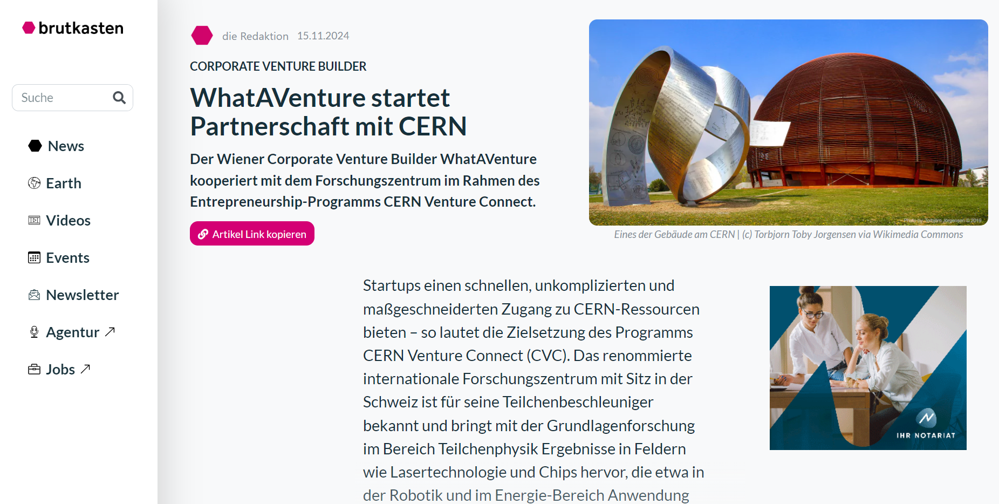 brutkasten
Suche
News
Earth
Videos
Events
Newsletter
Agentur
Jobs
die Redaktion 15.11.2024
CORPORATE VENTURE BUILDER
WhatAVenture startet
Partnerschaft mit CERN
Der Wiener Corporate Venture Builder WhatAVenture
kooperiert mit dem Forschungszentrum im Rahmen des
Entrepreneurship-Programms CERN Venture Connect.
Artikel Link kopieren
Photo by Torbjorn Jorgensen © 2019
Eines der Gebäude am CERN | (c) Torbjorn Toby Jorgensen via Wikimedia Commons
Startups einen schnellen, unkomplizierten und
maßgeschneiderten Zugang zu CERN-Ressourcen
bieten – so lautet die Zielsetzung des Programms
CERN Venture Connect (CVC). Das renommierte
internationale Forschungszentrum mit Sitz in der
Schweiz ist für seine Teilchenbeschleuniger
bekannt und bringt mit der Grundlagenforschung
im Bereich Teilchenphysik Ergebnisse in Feldern
wie Lasertechnologie und Chips hervor, die etwa in
der Robotik und im Energie-Bereich Anwendung
IHR NOTARIAT